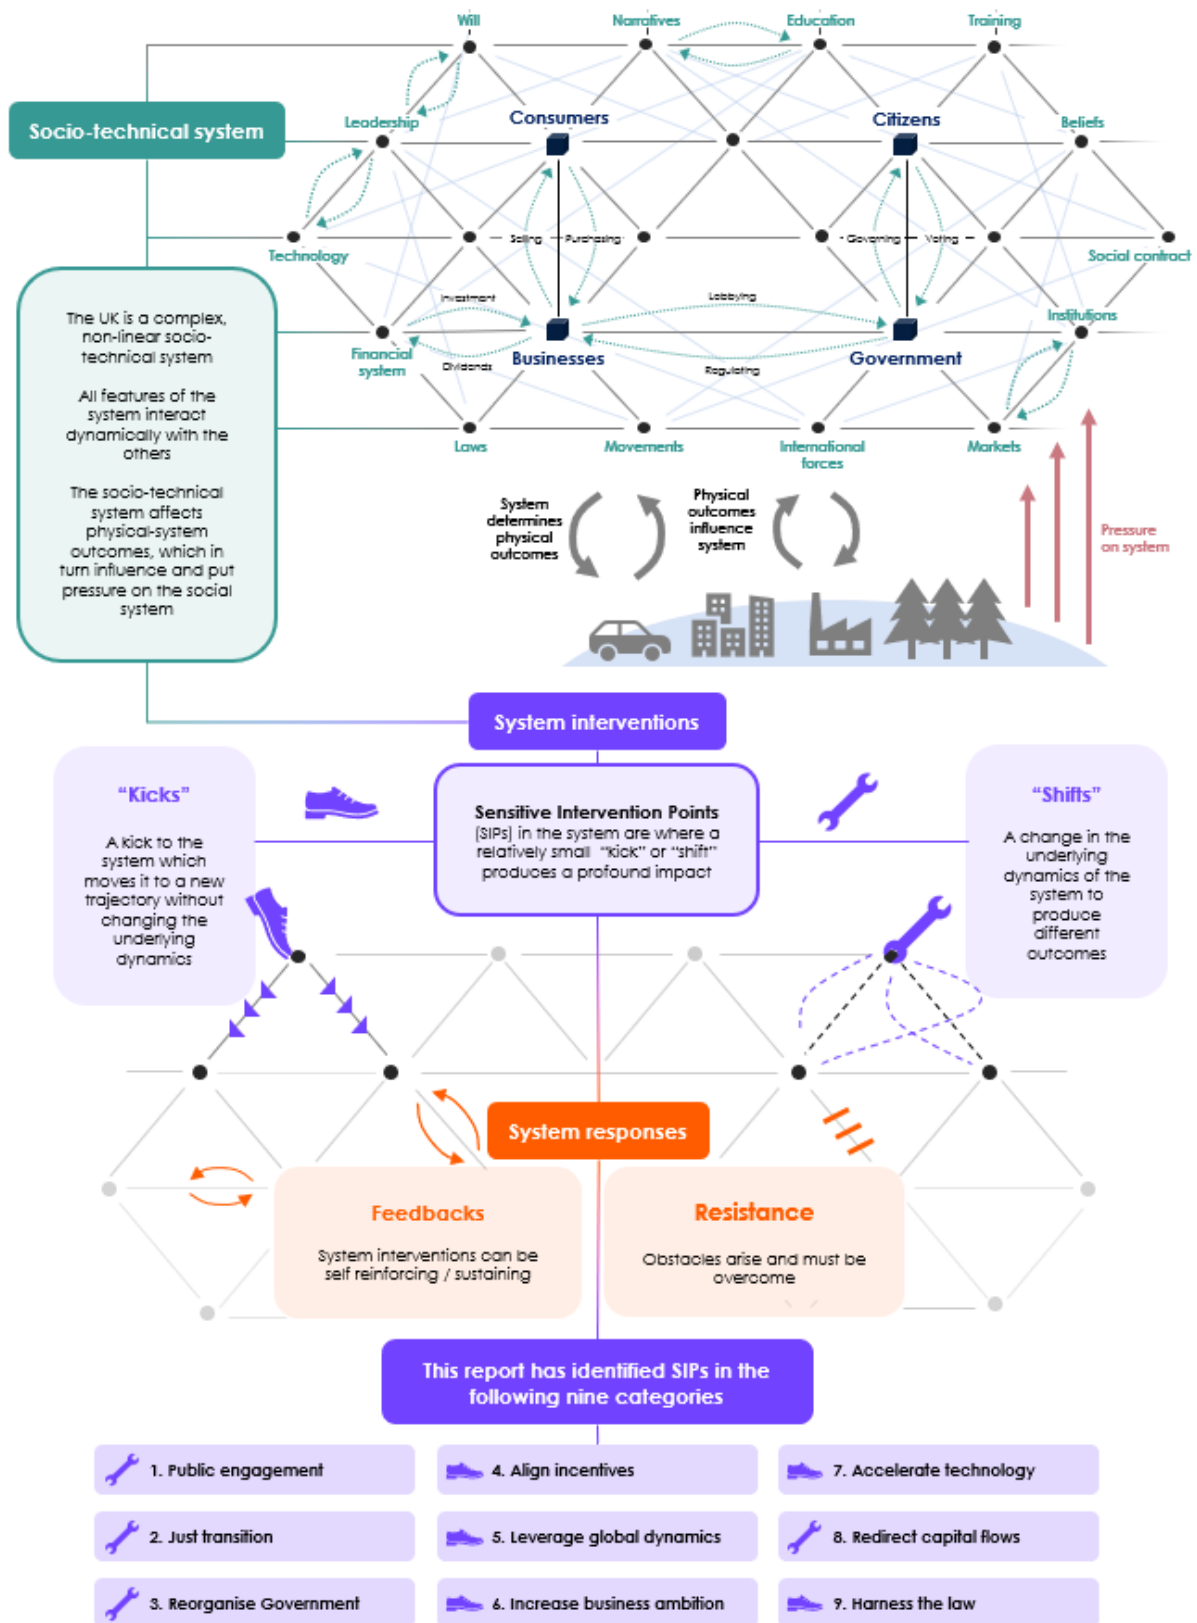 Will
Narratives
Education
Training
Socio-technical system
Leadership
Consumers
Citizens
Beliefs
Technology
Selling
Purchasing
Governing
Voting
Social contract
Investment
Lobbying
Institutions
Financial
system
Businesses
Government
Dividends
Regulating
Laws
Movements
International
forces
Markets
The UK is a complex,
non-linear socio-
technical system
All features of the
system interact
dynamically with the
others
The socio-technical
system affects
physical-system
outcomes, which in
turn influence and put
pressure on the social
system
System
determines
physical
outcomes
Physical
outcomes
influence
system
Pressure
on system
System interventions
“Kicks”
A kick to the
system which
moves it to a new
trajectory without
changing the
underlying
dynamics
Sensitive Intervention Points
(SIPs) in the system are where a
relatively small “kick” or “shift”
produces a profound impact
“Shifts”
A change in the
underlying
dynamics of the
system to
produce
different
outcomes
System responses
Feedbacks
System interventions can be
self reinforcing / sustaining
Resistance
Obstacles arise and must be
overcome
This report has identified SIPs in the
following nine categories
1. Public engagement
4. Align incentives
7. Accelerate technology
2. Just transition
5. Leverage global dynamics
8. Redirect capital flows
3. Reorganise Government
6. Increase business ambition
9. Harness the law